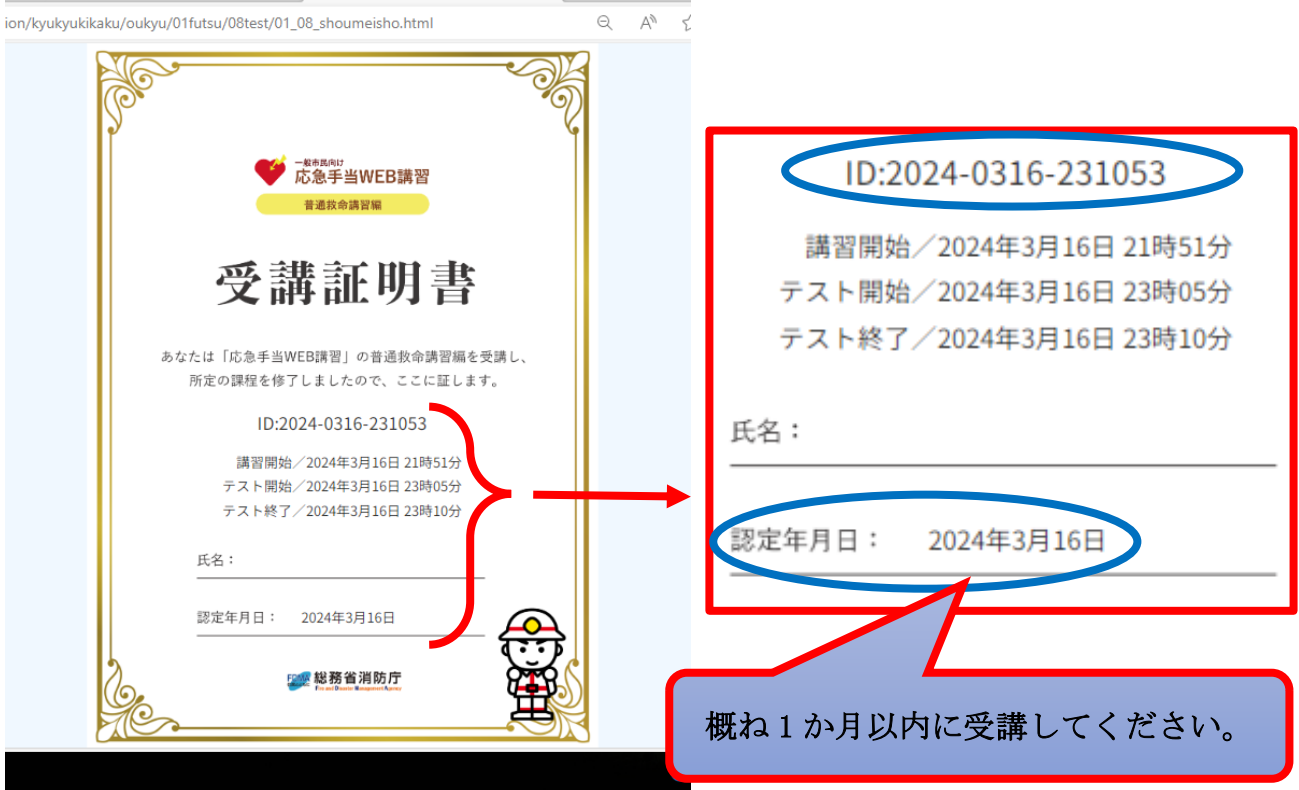 ion/kyukyukikaku/oukyu/01futsu/08test/01_08_shoumeisho.html
一般市民向け
応急手当WEB講習
普通救命講習編
受講証明書
あなたは「応急手当WEB講習」の普通救命講習編を受講し、
所定の課程を修了しましたので、ここに証します。
ID:2024-0316-231053
講習開始／2024年3月16日 21時51分
テスト開始／2024年3月16日 23時05分
テスト終了／2024年3月16日 23時10分
氏名：
認定年月日： 2024年3月16日
FDMA 総務省消防庁
Fire and Disaster Management Agency
ID:2024-0316-231053
講習開始／2024年3月16日 21時51分
テスト開始／2024年3月16日 23時05分
テスト終了／2024年3月16日 23時10分
氏名：
認定年月日： 2024年3月16日
概ね１か月以内に受講してください。